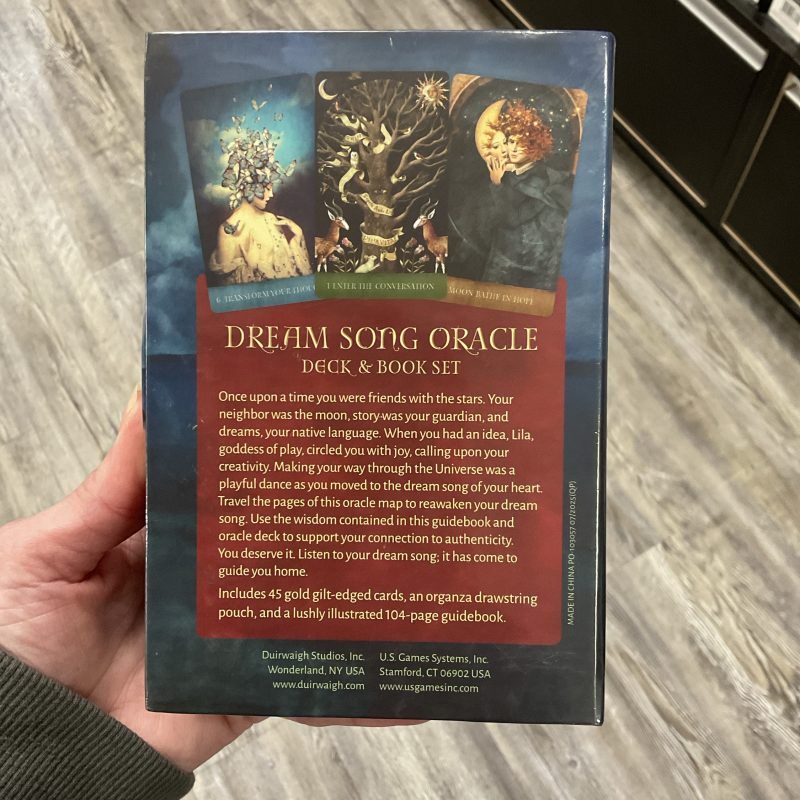 6 TRANSFORM YOUR
1 ENTER THE CONVERSATION
MOON BATHE IN HOPE
DREAM SONG ORACLE
DECK & BOOK SET
Once upon a time you were friends with the stars. Your
neighbor was the moon, story was your guardian, and
dreams, your native language. When you had an idea, Lila,
goddess of play, circled you with joy, calling upon your
creativity. Making your way through the Universe was a
playful dance as you moved to the dream song of your heart.
Travel the pages of this oracle map to reawaken your dream
song. Use the wisdom contained in this guidebook and
oracle deck to support your connection to authenticity.
You deserve it. Listen to your dream song; it has come to
guide you home.
Includes 45 gold gilt-edged cards, an organza drawstring
pouch, and a lushly illustrated 104-page guidebook.
Duirwaigh Studios, Inc.
Wonderland, NY USA
www.duirwaigh.com
U.S. Games Systems, Inc.
Stamford, CT 06902 USA
www.usgamesinc.com
MADE IN CHINA PO-103057 07/2025(QP)